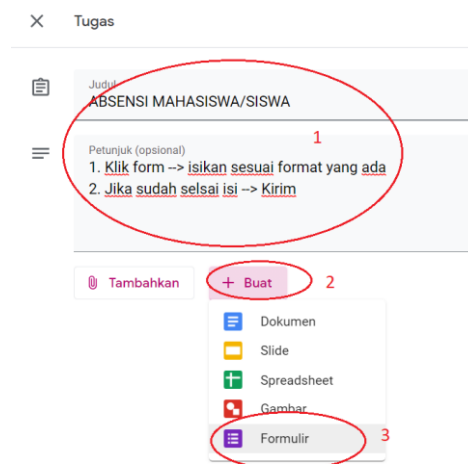 Tugas
Judul
ABSENSI MAHASISWA/SISWA
1
Petunjuk (opsional)
1. Klik form --> isikan sesuai format yang ada
2. Jika sudah selsai isi --> Kirim
Tambahkan
+ Buat
2
Dokumen
Slide
Spreadsheet
Gambar
Formulir
3